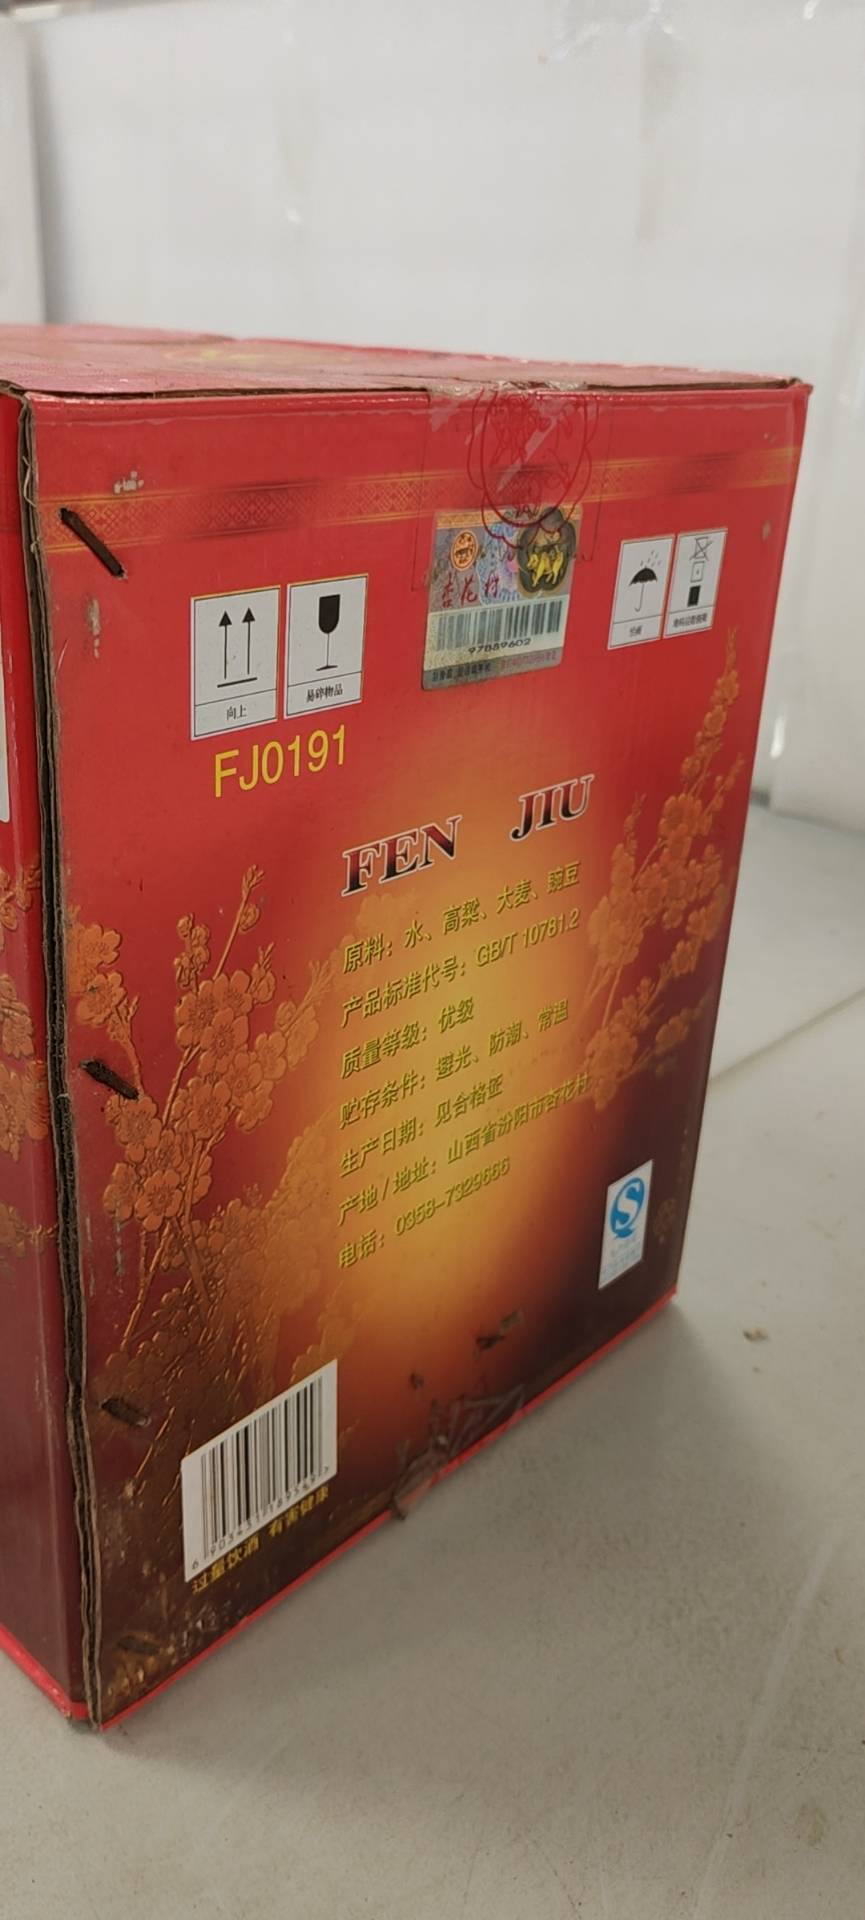 杏花村
97889602
向上
易碎物品
怕雨
FJ0191
FEN JIU
原料：水、高粱、大麦、豌豆
产品标准代号：GB/T 10781.2
质量等级：优级
贮存条件：避光、防潮、常温
生产日期：见合格证
产地/地址：山西省汾阳市杏花村
电话：0358-7329666
过量饮酒 有害健康